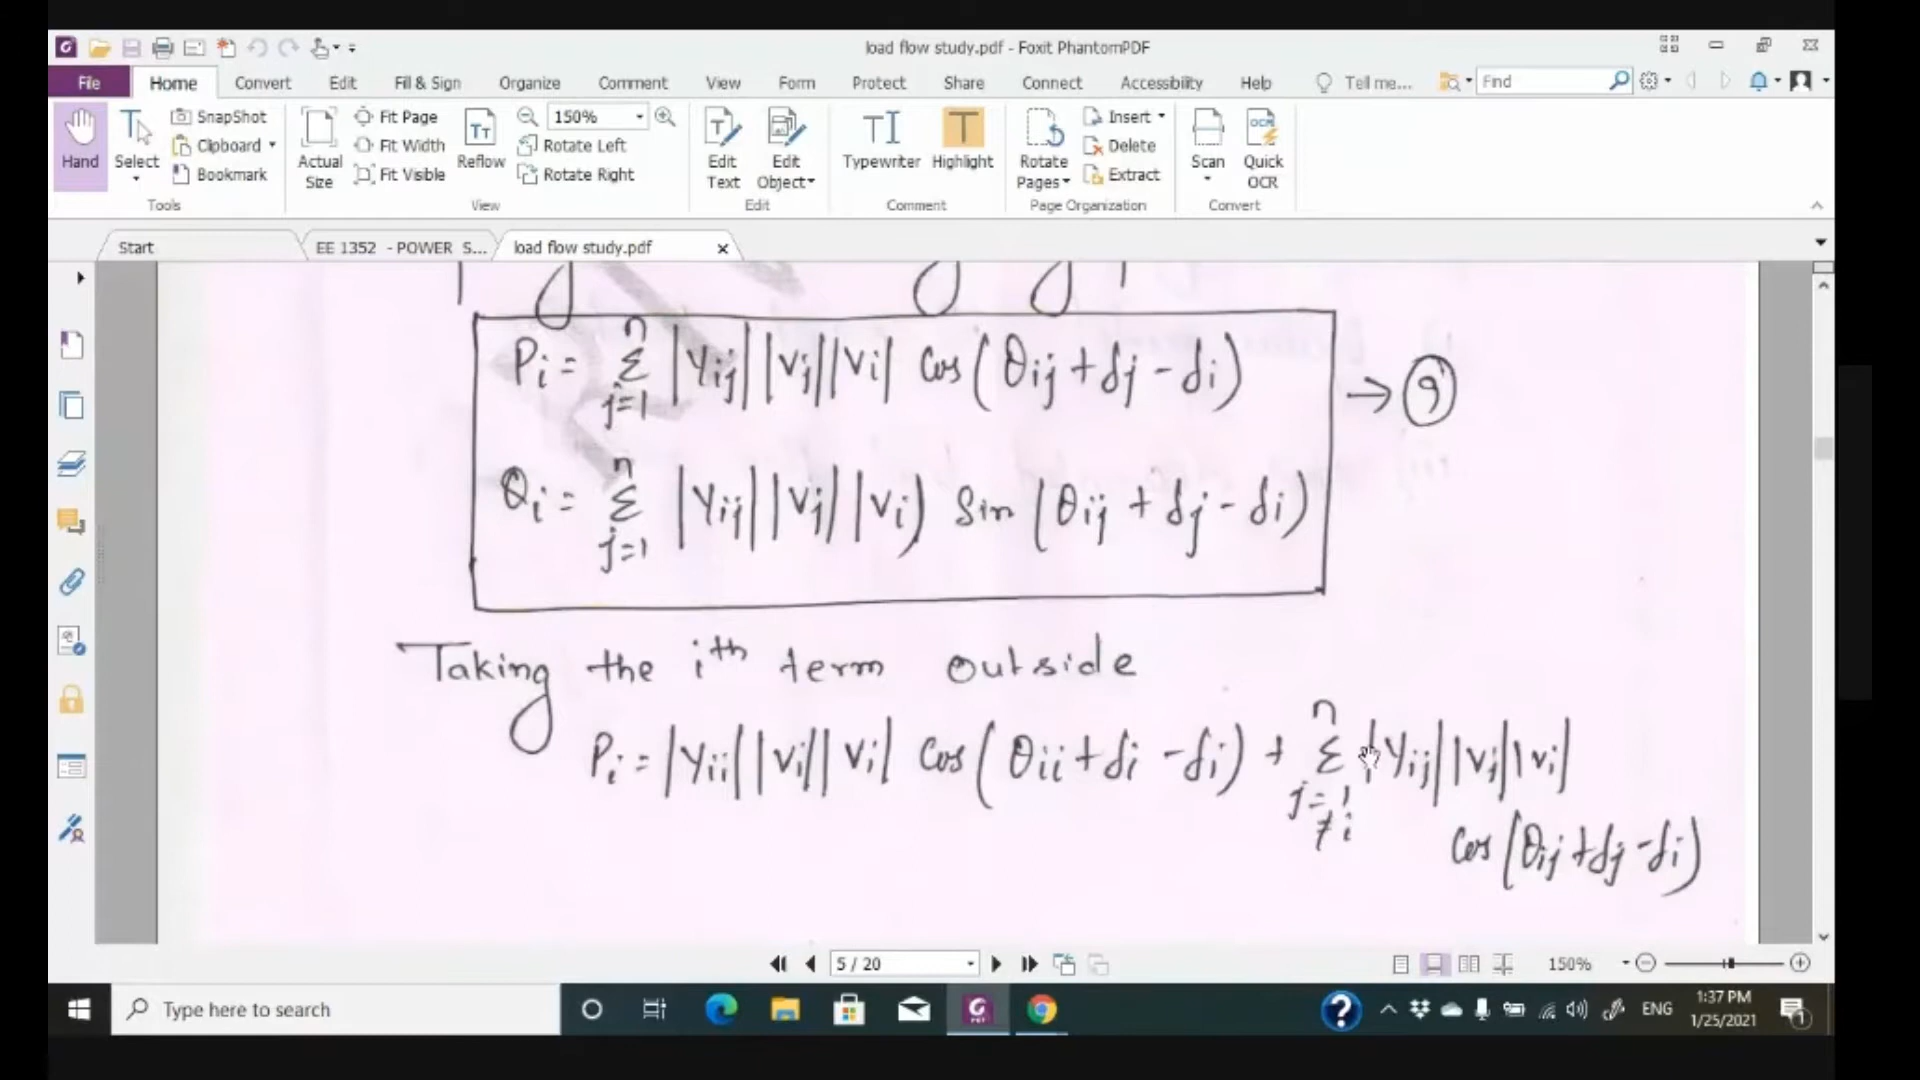 load flow study.pdf - Foxit PhantomPDF
File Home Convert Edit Fill & Sign Organize Comment View Form Protect Share Connect Accessibility Help Tell me... Find
Hand
Select
SnapShot
Clipboard
Bookmark
Tools
Actual Size
Fit Page
Fit Width
Fit Visible
Reflow
150%
Rotate Left
Rotate Right
View
Edit Text
Edit Object
Edit
Typewriter
Highlight
Comment
Rotate Pages
Insert
Delete
Extract
Page Organization
Scan
Quick OCR
Convert
Start EE 1352 - POWER S... load flow study.pdf
Pi = Σ_{j=1}^{n} |Yij||Vj||Vi| Cos(θij + δj - δi)
→ 9
Qi = Σ_{j=1}^{n} |Yij||Vj||Vi) Sin (θij + δj - δi)
Taking the ith term outside
Pi = |Yii||Vi||Vi| Cos(θii + δi - δi) + Σ_{j=1 ≠i}^{n} |Yij||Vj||Vi|
Cos(θij + δj - δi)
5 / 20 150%
Type here to search ENG 1:37 PM
1/25/2021